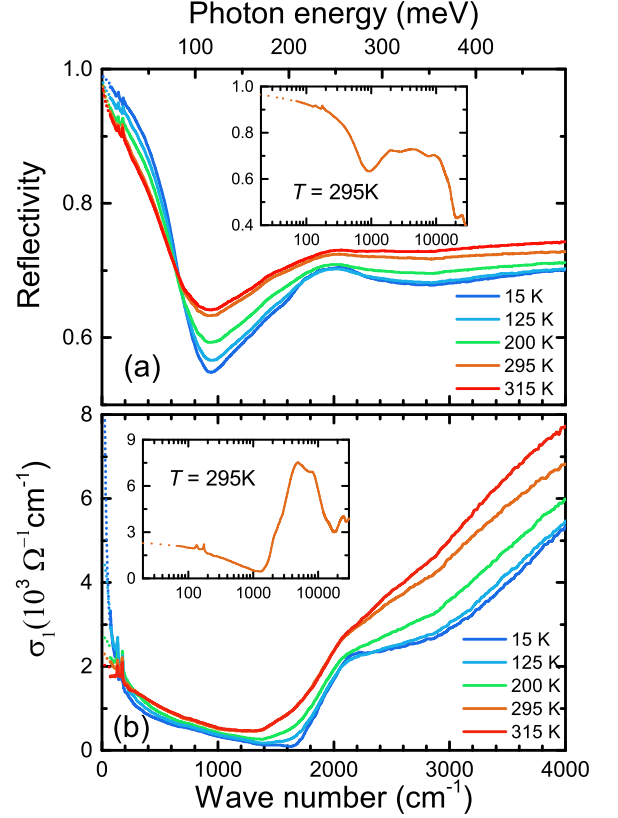 Photon energy (meV)
0 100 200 300 400
1.0
0.8
0.6
Reflectivity
1.0
0.9
0.8
0.6
0.4
T = 295K
100 1000 10000
15 K
125 K
200 K
295 K
315 K
(a)
8
6
4
2
0
σ₁(10³ Ω⁻¹cm⁻¹)
9
6
3
0
T = 295K
100 1000 10000
15 K
125 K
200 K
295 K
315 K
(b)
0 1000 2000 3000 4000
Wave number (cm⁻¹)